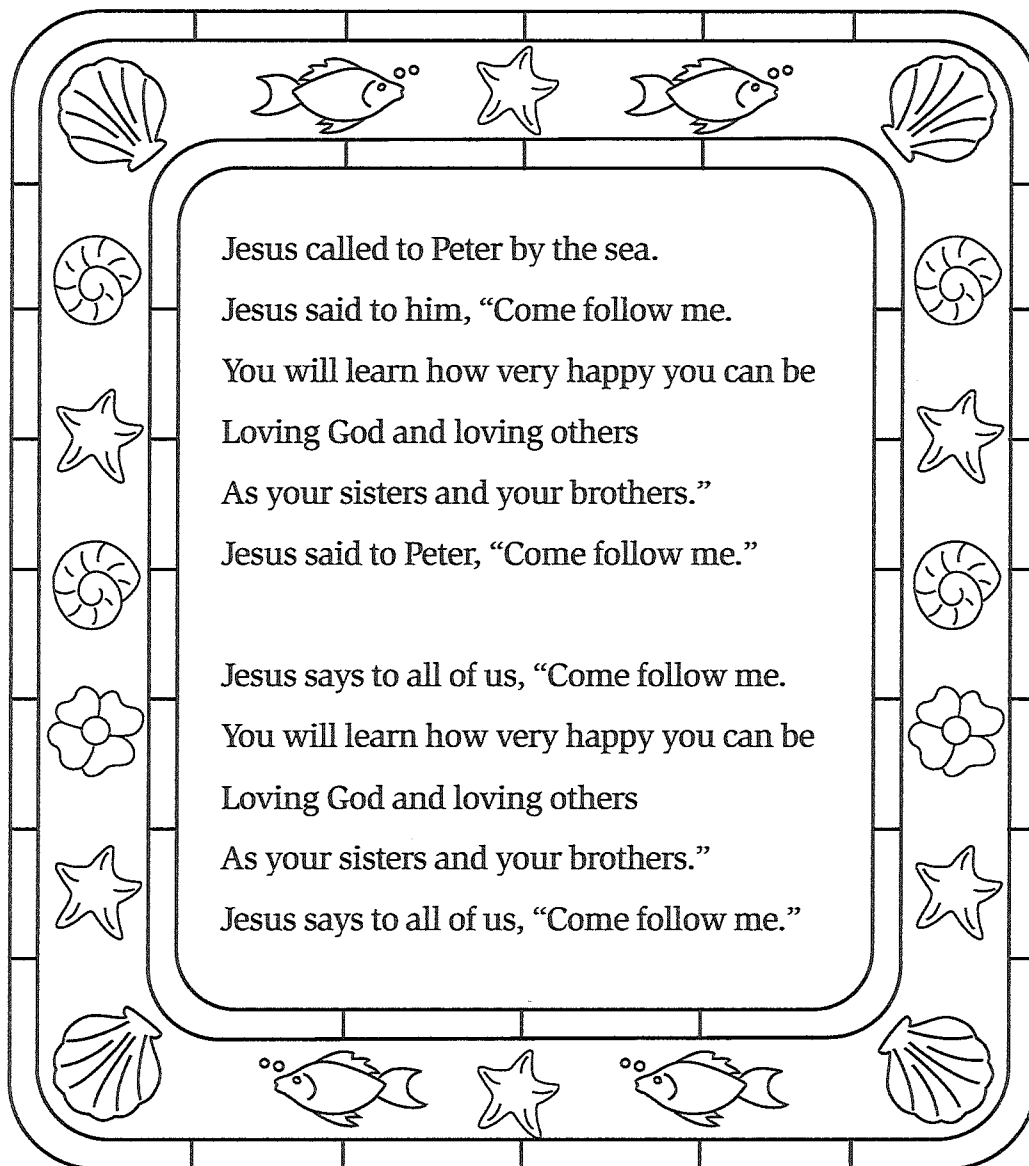 Jesus called to Peter by the sea.
Jesus said to him, “Come follow me.
You will learn how very happy you can be
Loving God and loving others
As your sisters and your brothers.”
Jesus said to Peter, “Come follow me.”
Jesus says to all of us, “Come follow me.
You will learn how very happy you can be
Loving God and loving others
As your sisters and your brothers.”
Jesus says to all of us, “Come follow me.”